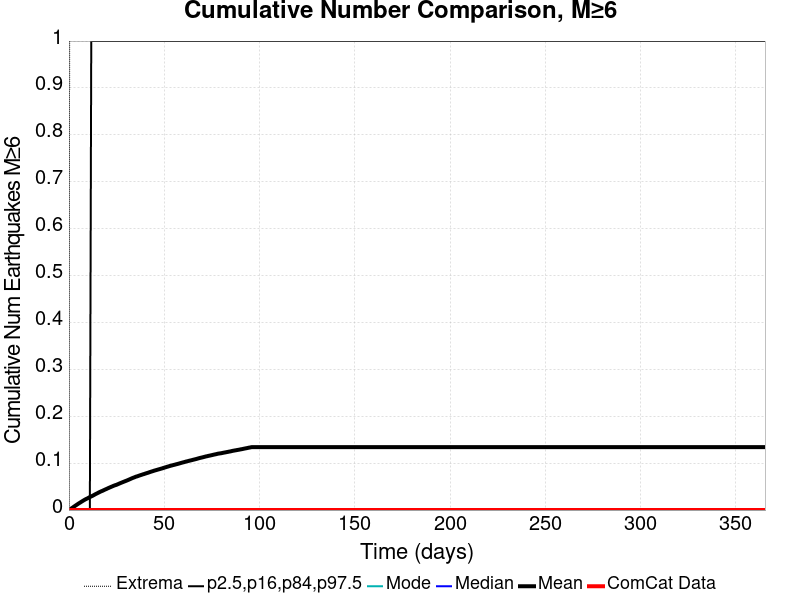 Cumulative Number Comparison, M≥6
Cumulative Num Earthquakes M≥6
1
0.9
0.8
0.7
0.6
0.5
0.4
0.3
0.2
0.1
0
0 50 100 150 200 250 300 350
Time (days)
Extrema p2.5,p16,p84,p97.5 Mode Median Mean ComCat Data